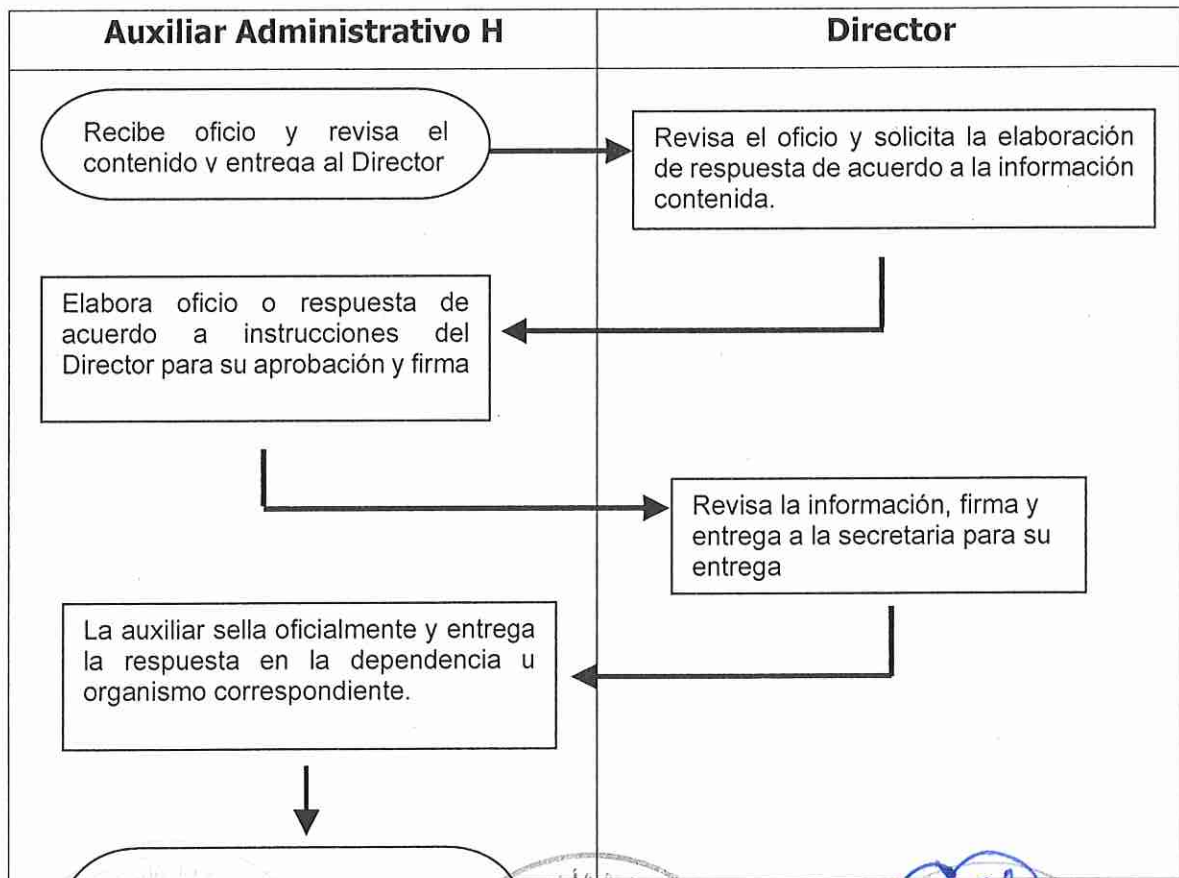 Auxiliar Administrativo H
Director
Recibe oficio y revisa el
contenido y entrega al Director
Revisa el oficio y solicita la elaboración
de respuesta de acuerdo a la información
contenida.
Elabora oficio o respuesta de
acuerdo a instrucciones del
Director para su aprobación y firma
Revisa la información, firma y
entrega a la secretaria para su
entrega
La auxiliar sella oficialmente y entrega
la respuesta en la dependencia u
organismo correspondiente.